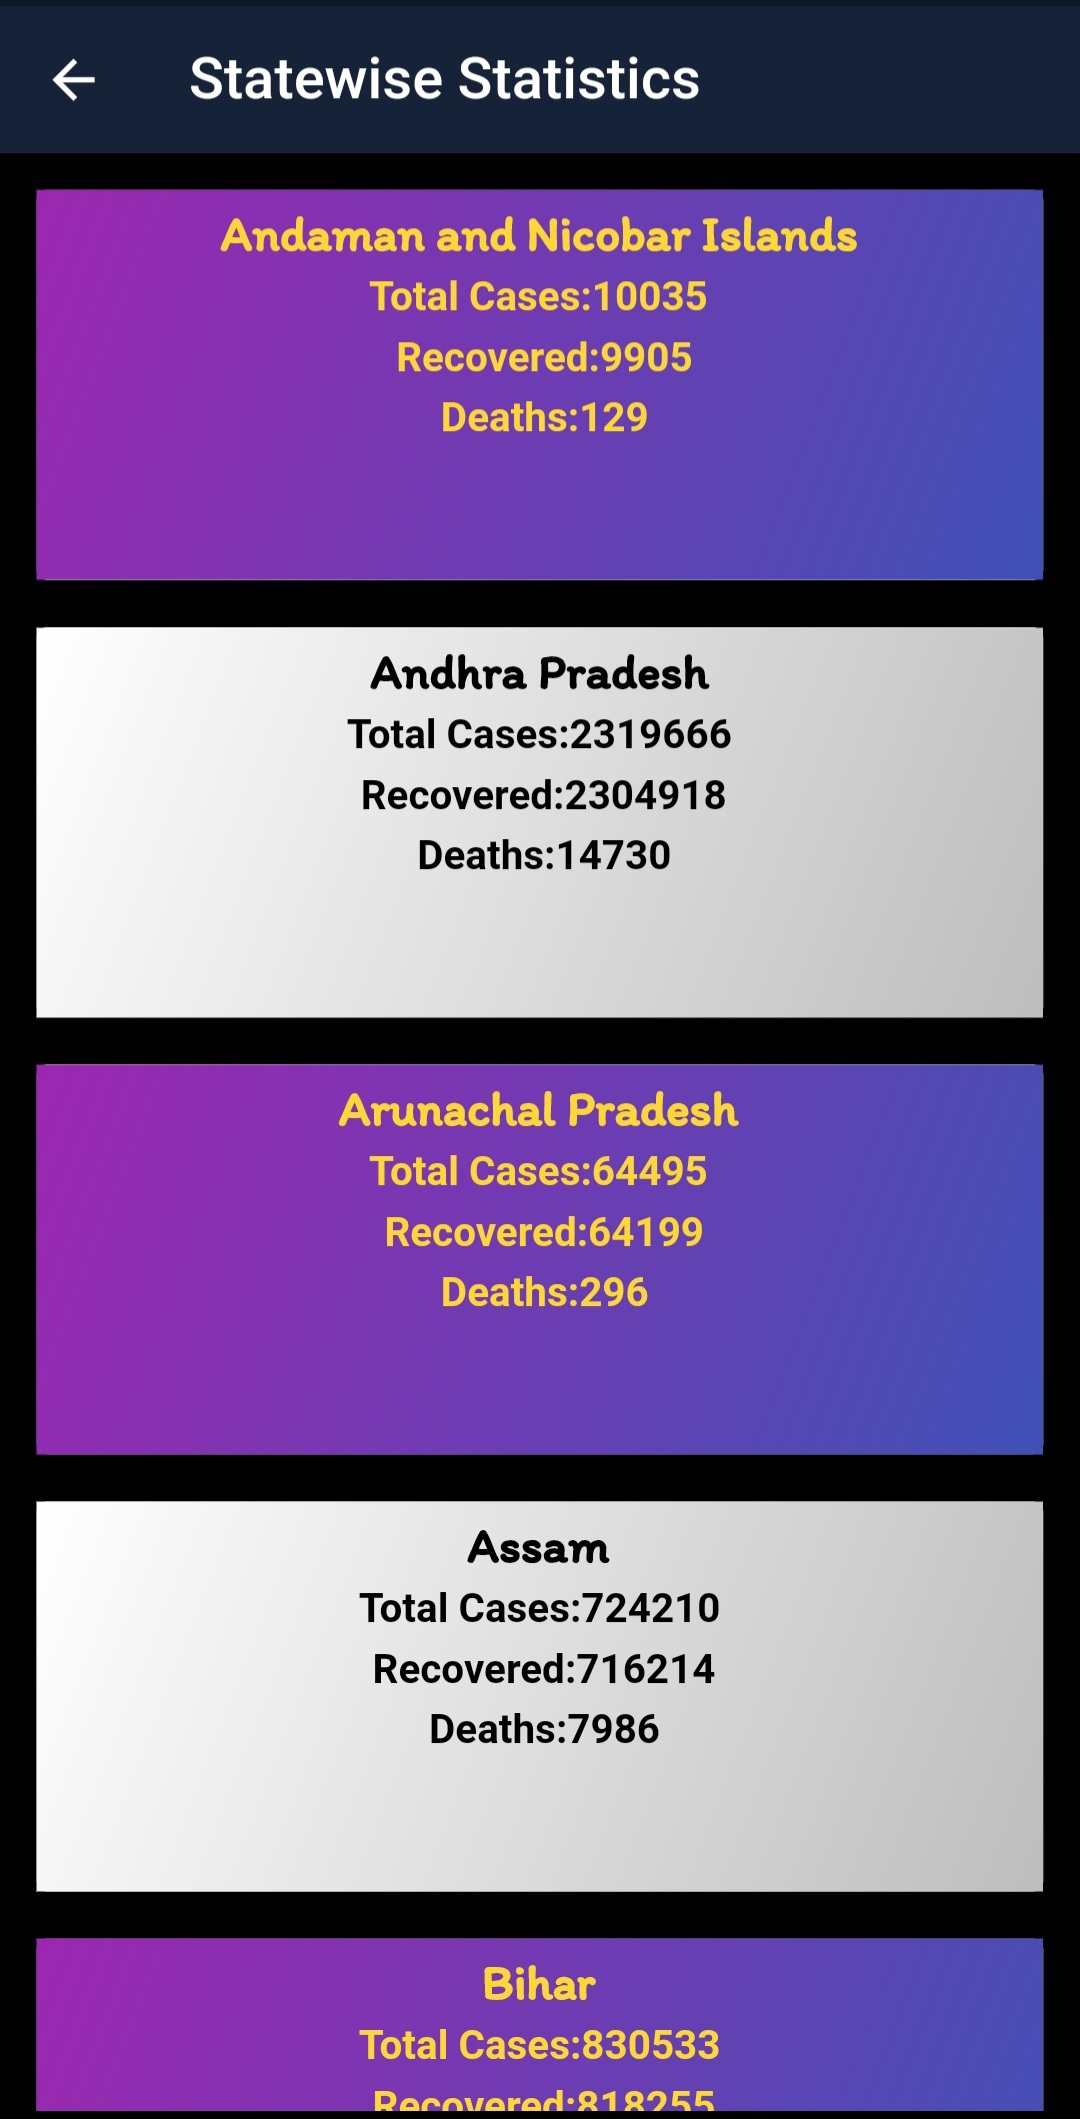 Statewise Statistics
Andaman and Nicobar Islands
Total Cases:10035
Recovered:9905
Deaths:129
Andhra Pradesh
Total Cases:2319666
Recovered:2304918
Deaths:14730
Arunachal Pradesh
Total Cases:64495
Recovered:64199
Deaths:296
Assam
Total Cases:724210
Recovered:716214
Deaths:7986
Bihar
Total Cases:830533
Recovered:818255